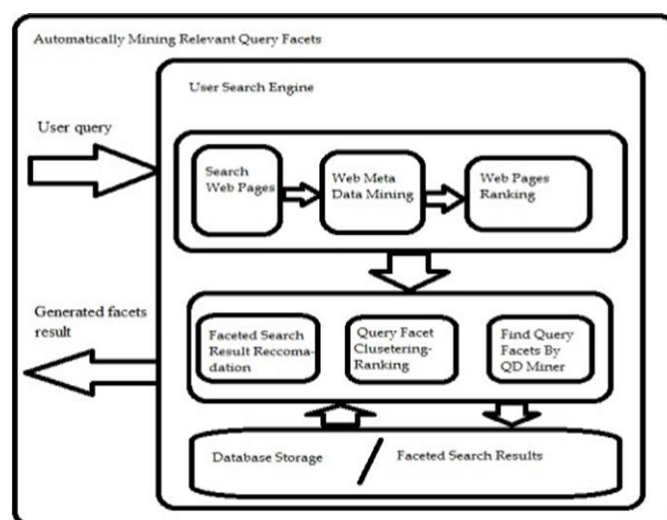 Automatically Mining Relevant Query Facets
User Search Engine
User query
Search
Web Pages
Web Meta
Data Mining
Web Pages
Ranking
Generated facets
result
Faceted Search
Result Reccoma-
dation
Query Facet
Clusetering-
Ranking
Find Query
Facets By
QD Miner
Database Storage
/
Faceted Search Results